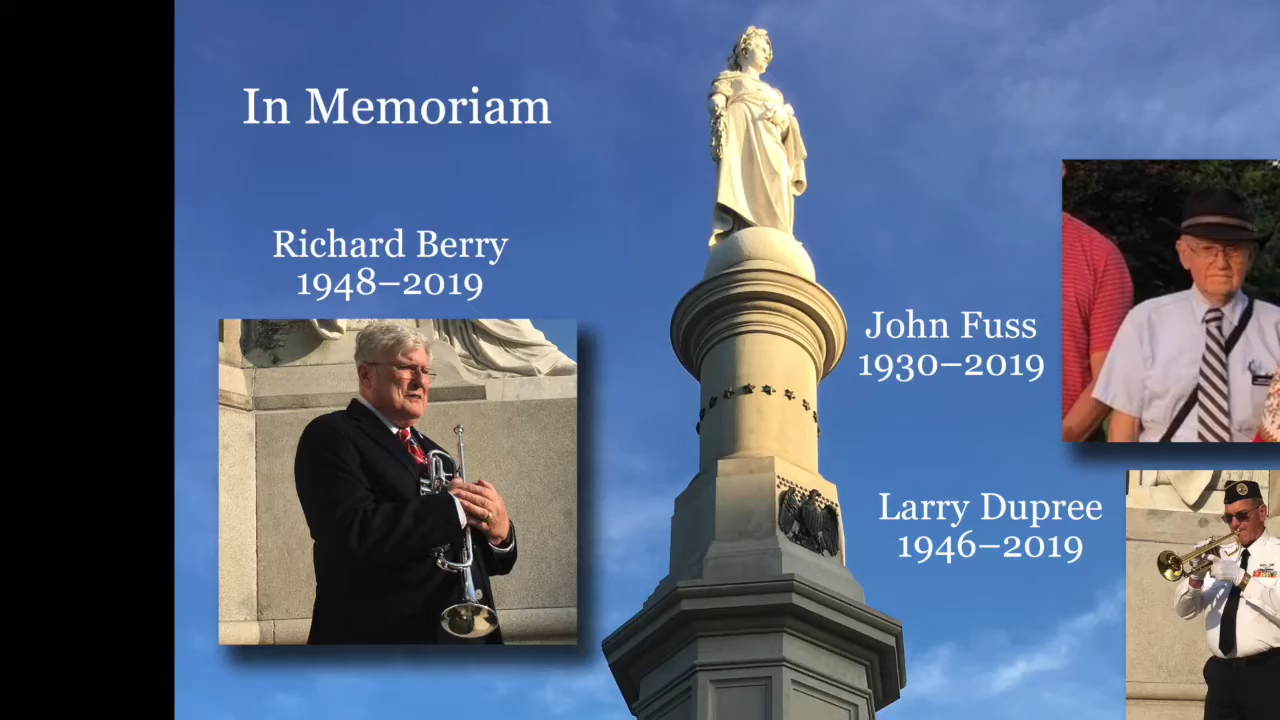 In Memoriam
Richard Berry
1948–2019
John Fuss
1930–2019
Larry Dupree
1946–2019